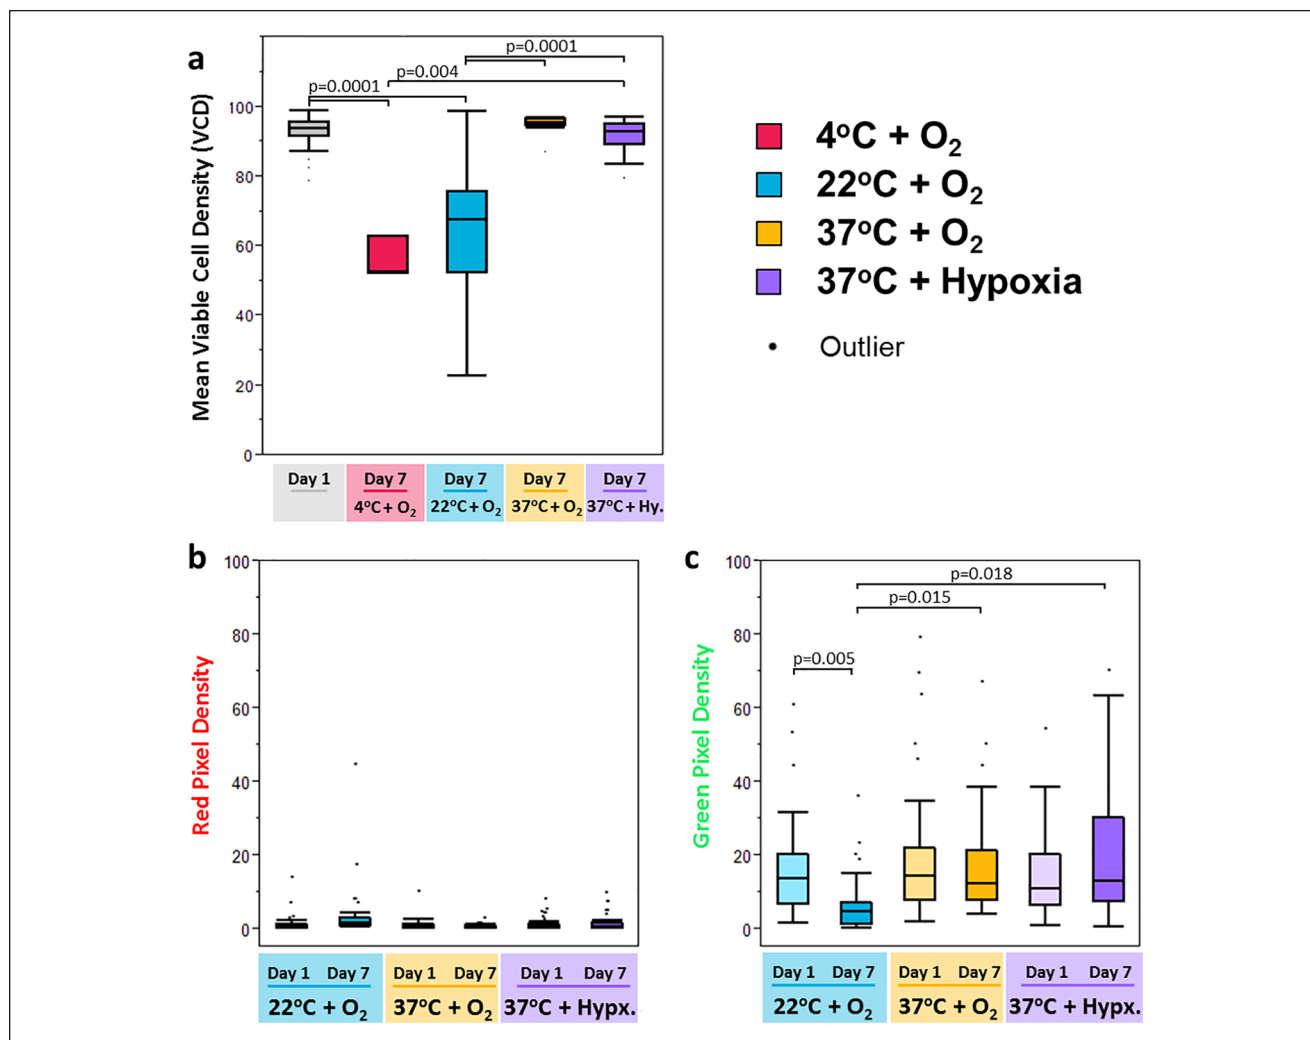 a
Mean Viable Cell Density (VCD)
100
80
60
40
20
0
p=0.0001
p=0.004
p=0.0001
Day 1
Day 7
4°C + O₂
Day 7
22°C + O₂
Day 7
37°C + O₂
Day 7
37°C + Hy.
4°C + O₂
22°C + O₂
37°C + O₂
37°C + Hypoxia
Outlier
b
Red Pixel Density
100
80
60
40
20
0
Day 1 Day 7
22°C + O₂
Day 1 Day 7
37°C + O₂
Day 1 Day 7
37°C + Hypx.
c
Green Pixel Density
100
80
60
40
20
0
p=0.018
p=0.015
p=0.005
Day 1 Day 7
22°C + O₂
Day 1 Day 7
37°C + O₂
Day 1 Day 7
37°C + Hypx.